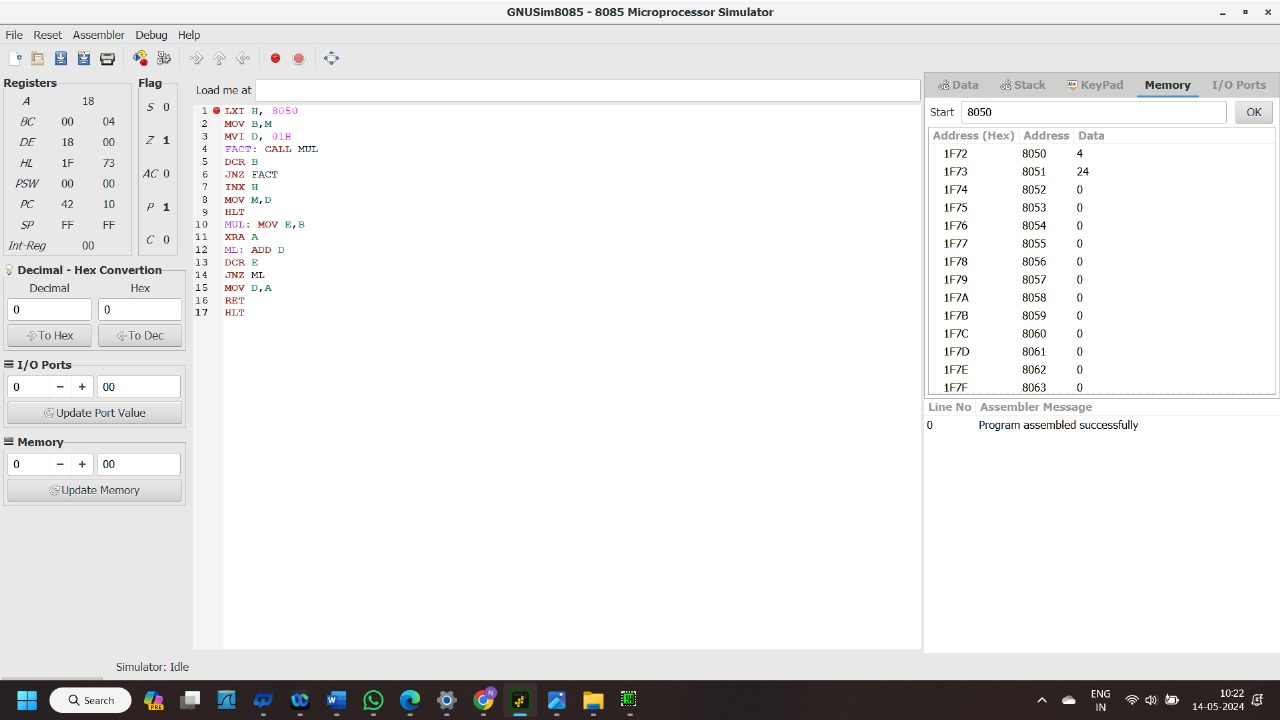 GNUSim8085 - 8085 Microprocessor Simulator
File Reset Assembler Debug Help
Registers
A 18
BC 00 04
DE 18 00
HL 1F 73
PSW 00 00
PC 42 10
SP FF FF
Int-Reg 00
Flag
S 0
Z 1
AC 0
P 1
C 0
Decimal - Hex Convertion
Decimal Hex
0 0
To Hex To Dec
I/O Ports
0 − + 00
Update Port Value
Memory
0 − + 00
Update Memory
Load me at
1 LXI H, 8050
2 MOV B,M
3 MVI D, 01H
4 FACT: CALL MUL
5 DCR B
6 JNZ FACT
7 INX H
8 MOV M,D
9 HLT
10 MUL: MOV E,B
11 XRA A
12 ML: ADD D
13 DCR E
14 JNZ ML
15 MOV D,A
16 RET
17 HLT
Data Stack KeyPad Memory I/O Ports
Start 8050 OK
Address (Hex) Address Data
1F72 8050 4
1F73 8051 24
1F74 8052 0
1F75 8053 0
1F76 8054 0
1F77 8055 0
1F78 8056 0
1F79 8057 0
1F7A 8058 0
1F7B 8059 0
1F7C 8060 0
1F7D 8061 0
1F7E 8062 0
1F7F 8063 0
Line No Assembler Message
0 Program assembled successfully
Simulator: Idle
Search
PRE
N
ENG
IN
10:22
14-05-2024